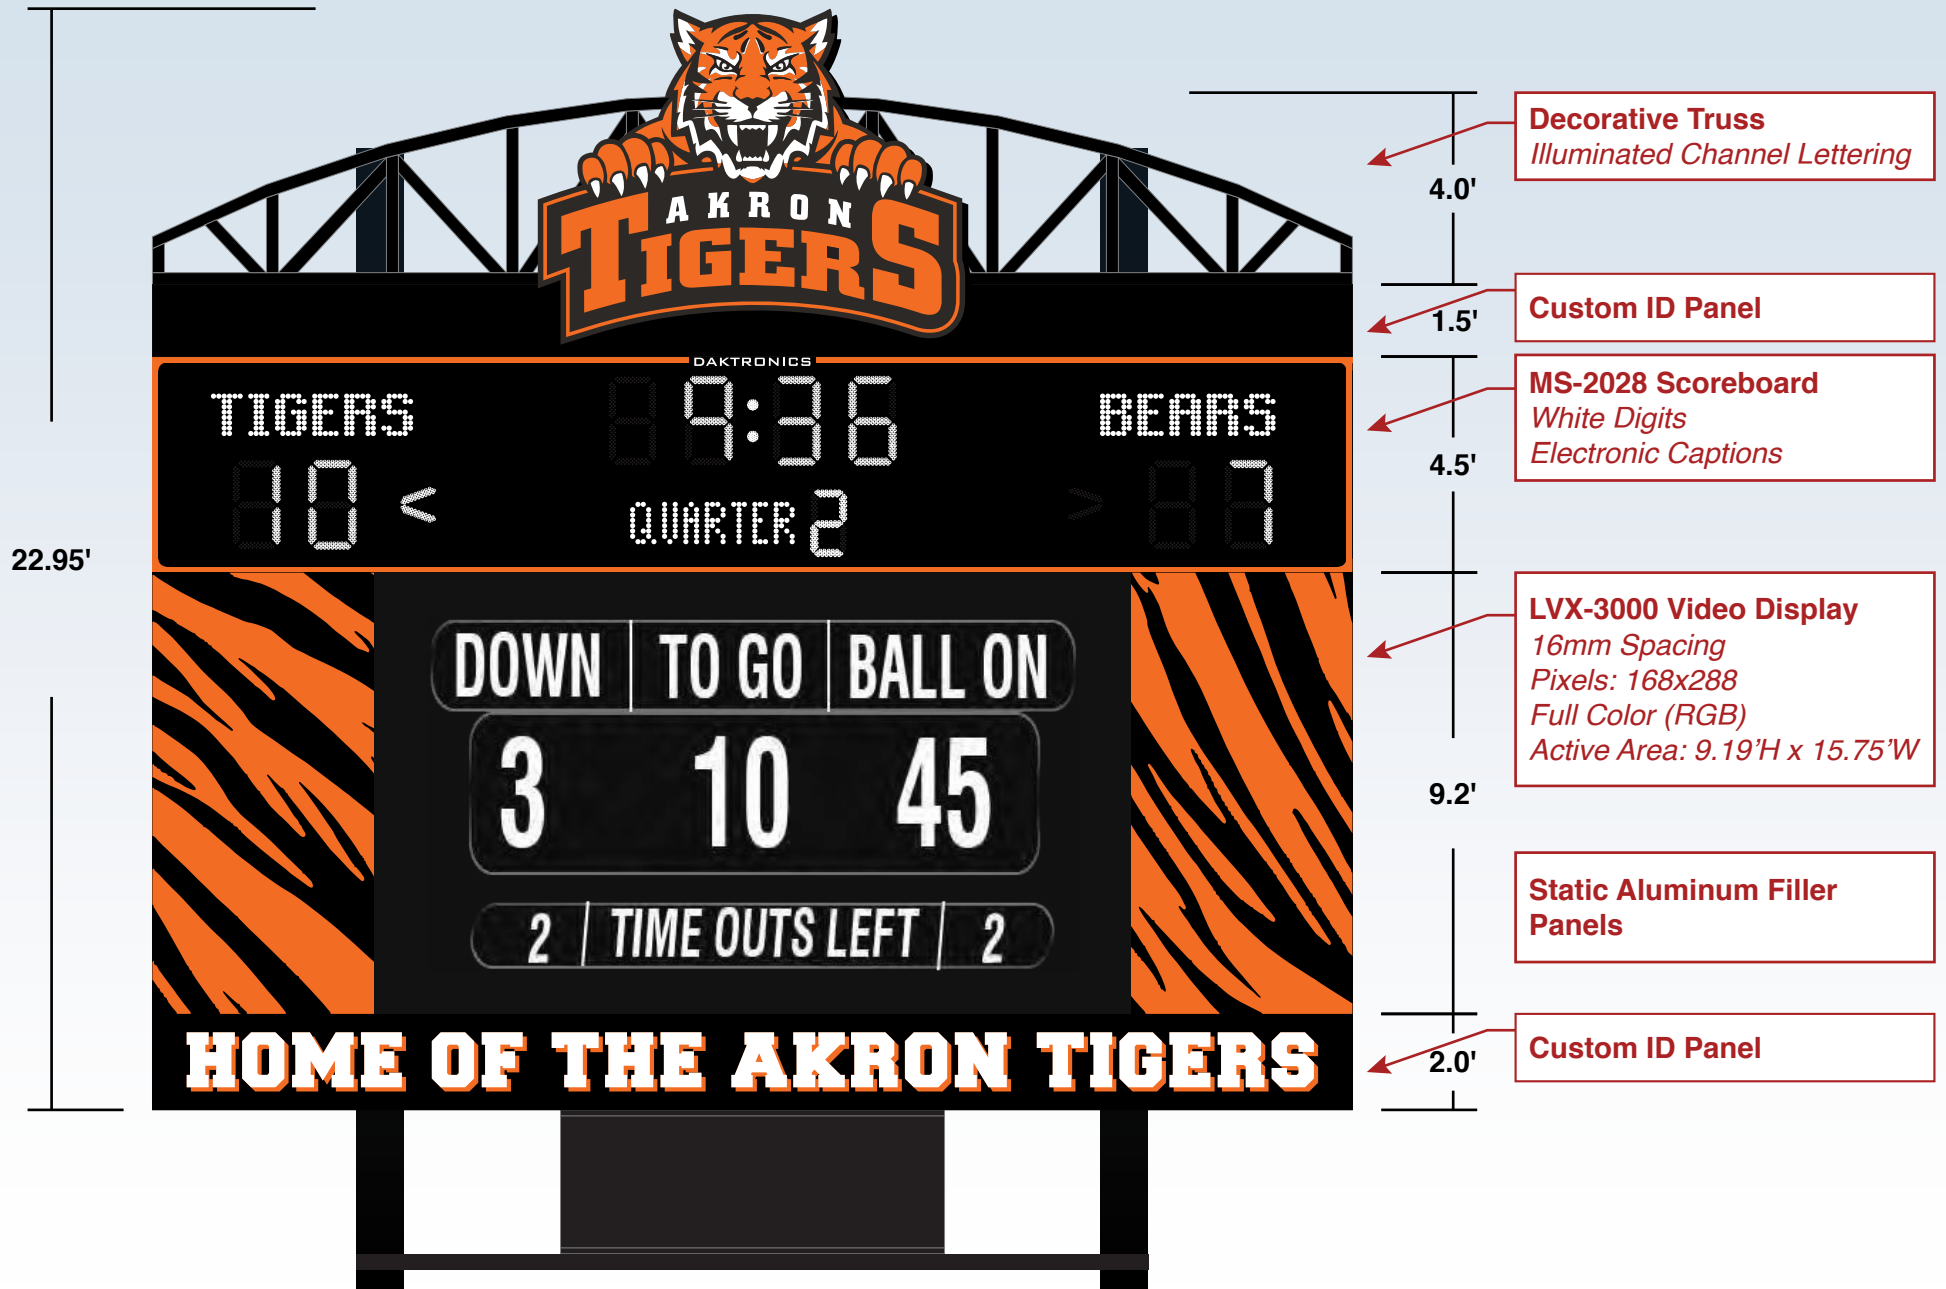 AKRON
TIGERS
DAKTRONICS
TIGERS 9:36 BEARS
10 < QUARTER 2 > 7
DOWN TO GO BALL ON
3 10 45
2 TIME OUTS LEFT 2
HOME OF THE AKRON TIGERS
22.95'
4.0'
1.5'
4.5'
9.2'
2.0'
Decorative Truss
Illuminated Channel Lettering
Custom ID Panel
MS-2028 Scoreboard
White Digits
Electronic Captions
LVX-3000 Video Display
16mm Spacing
Pixels: 168x288
Full Color (RGB)
Active Area: 9.19’H x 15.75’W
Static Aluminum Filler
Panels
Custom ID Panel